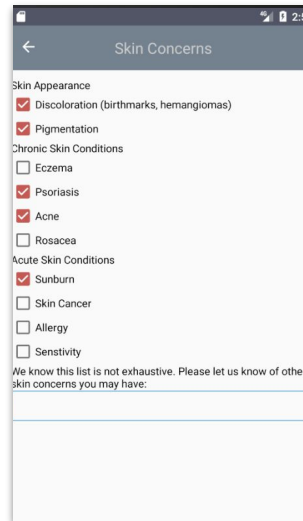 4G 2:5
Skin Concerns
Skin Appearance
Discoloration (birthmarks, hemangiomas)
Pigmentation
Chronic Skin Conditions
Eczema
Psoriasis
Acne
Rosacea
Acute Skin Conditions
Sunburn
Skin Cancer
Allergy
Senstivity
We know this list is not exhaustive. Please let us know of othe
skin concerns you may have: